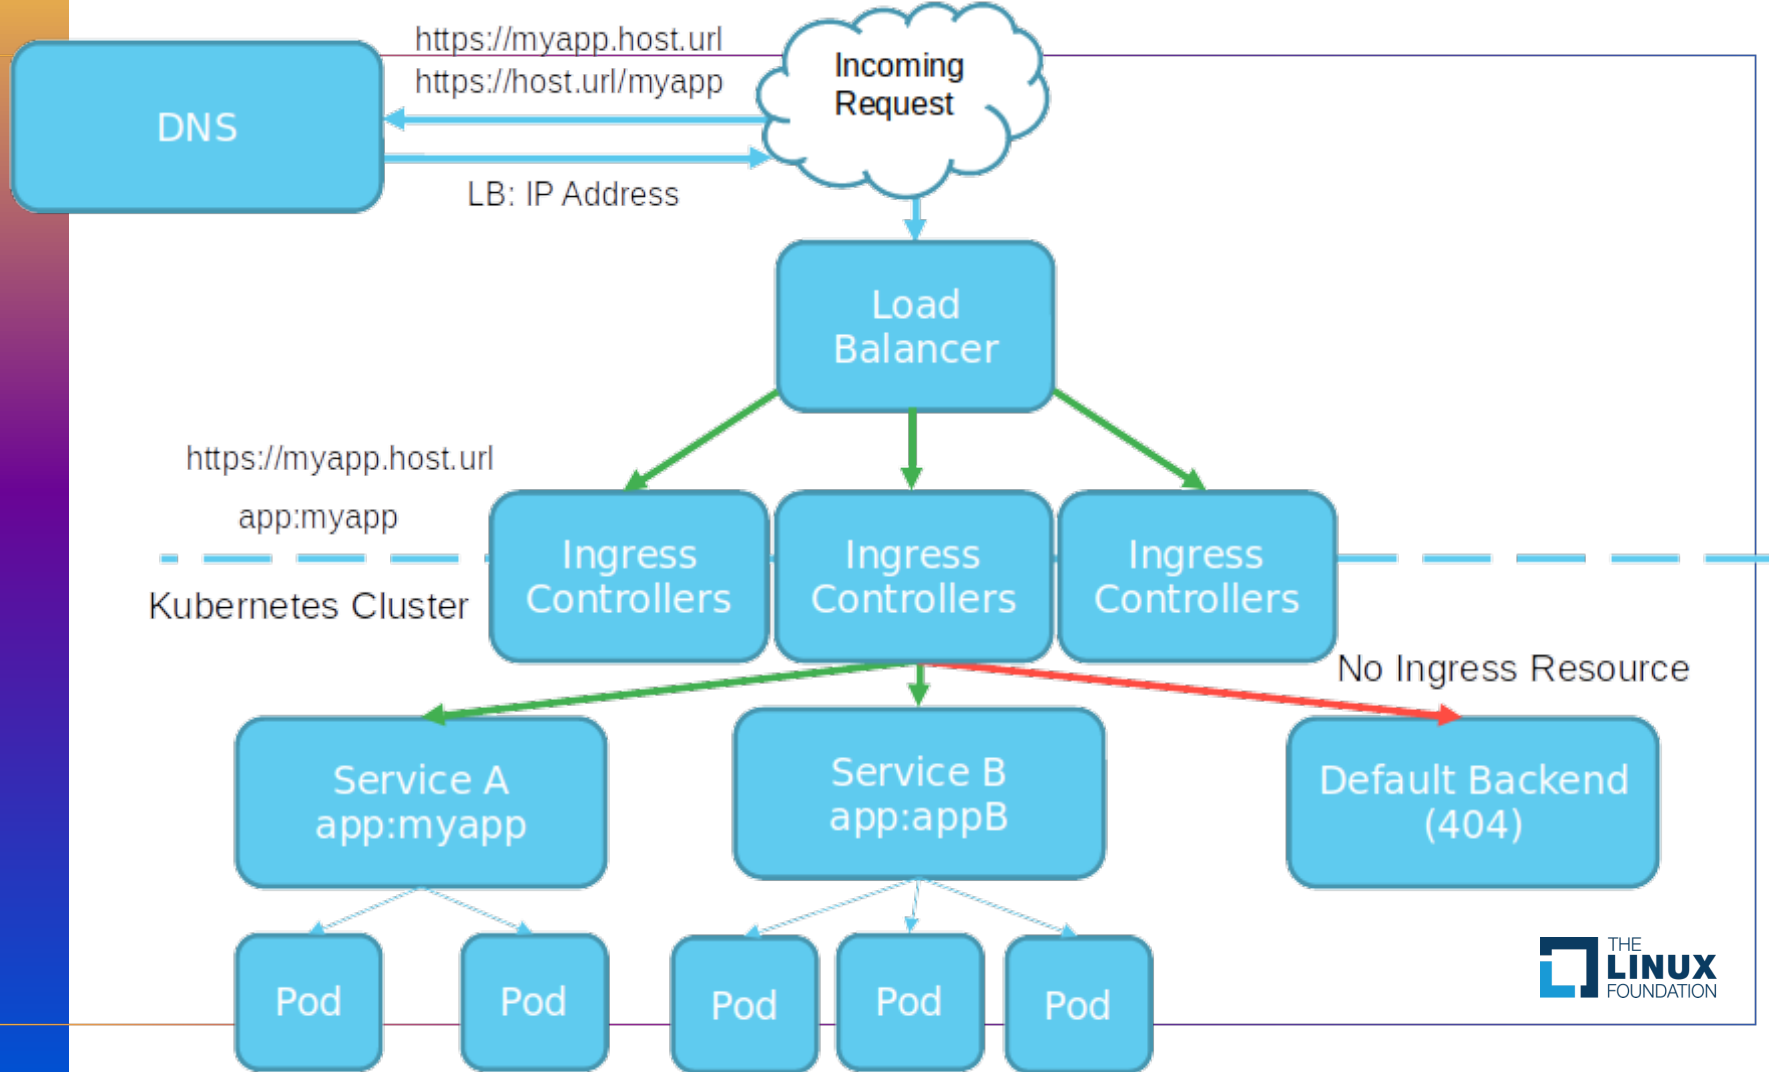 https://myapp.host.url
https://host.url/myapp
Incoming
Request
DNS
LB: IP Address
Load
Balancer
https://myapp.host.url
app:myapp
Ingress
Controllers
Ingress
Controllers
Ingress
Controllers
Kubernetes Cluster
No Ingress Resource
Service A
app:myapp
Service B
app:appB
Default Backend
(404)
Pod
Pod
Pod
Pod
Pod
THE
LINUX
FOUNDATION